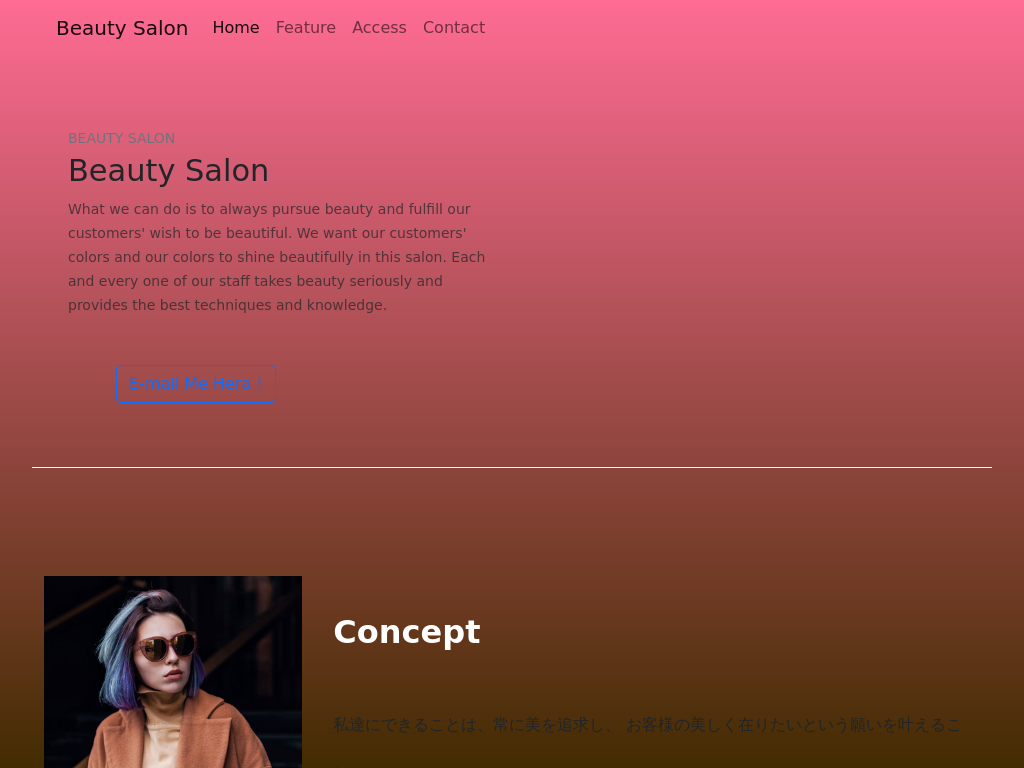 Beauty Salon Home Feature Access Contact
BEAUTY SALON
Beauty Salon
What we can do is to always pursue beauty and fulfill our
customers' wish to be beautiful. We want our customers'
colors and our colors to shine beautifully in this salon. Each
and every one of our staff takes beauty seriously and
provides the best techniques and knowledge.
E-mail Me Here
Concept
私達にできることは、常に美を追求し、 お客様の美しく在りたいという願いを叶えるこ